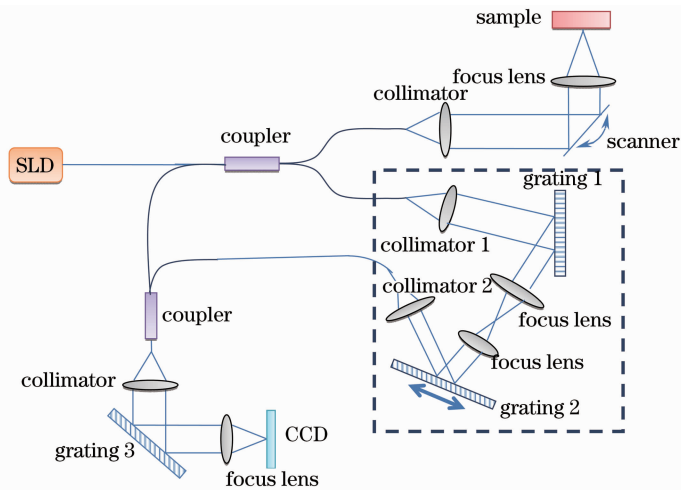 sample
focus lens
collimator
scanner
coupler
SLD
grating 1
collimator 1
collimator 2
focus lens
focus lens
coupler
collimator
grating 2
grating 3
CCD
focus lens